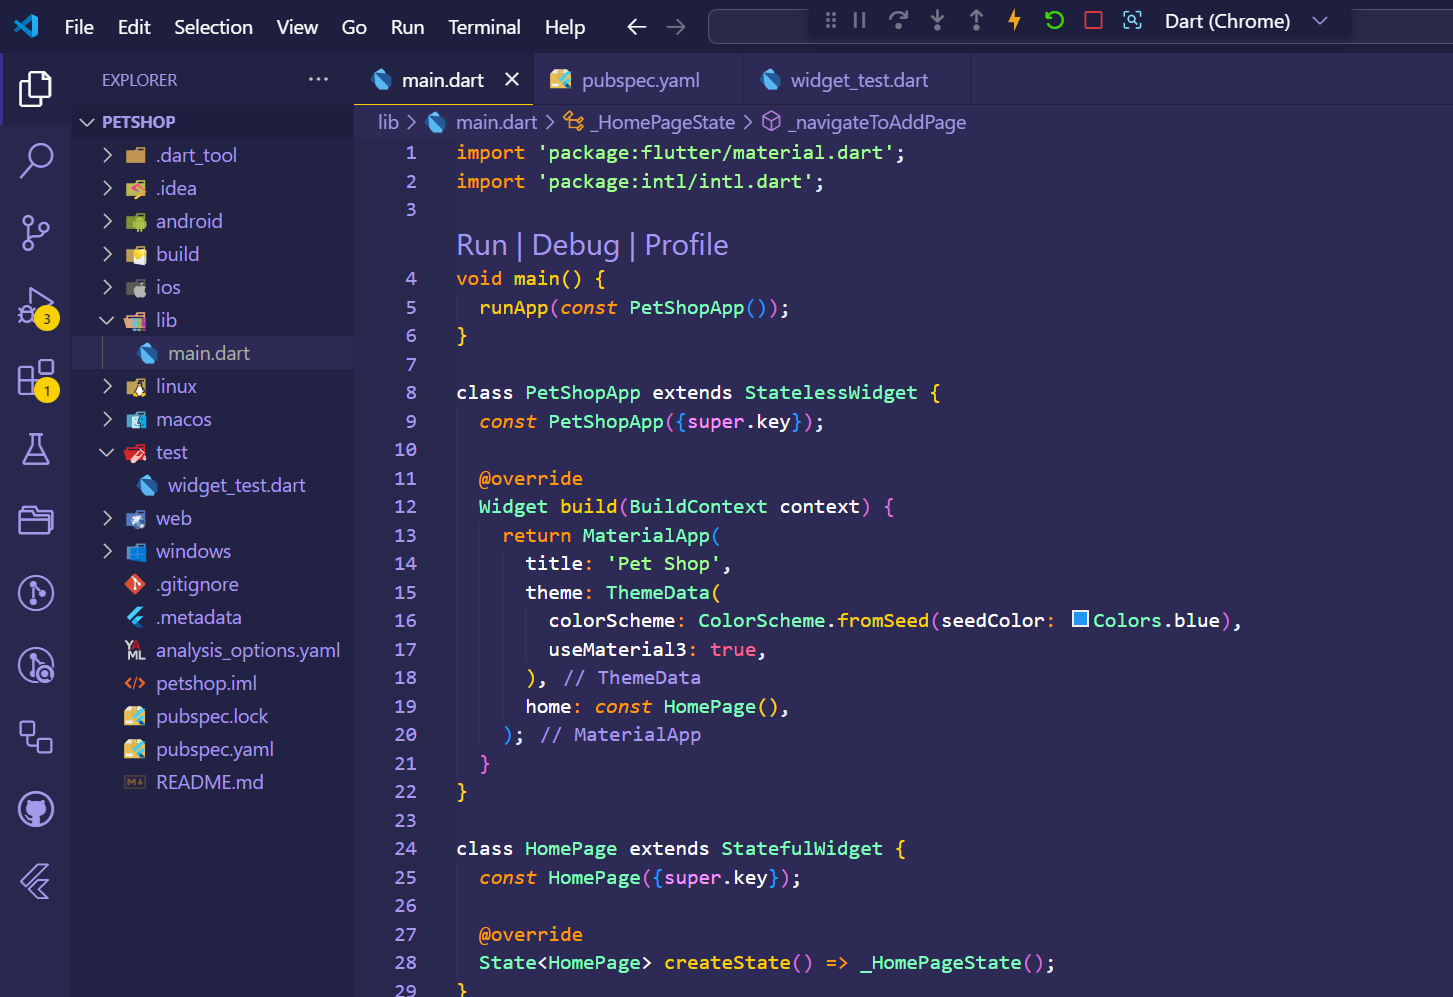 File Edit Selection View Go Run Terminal Help
Dart (Chrome)
EXPLORER
main.dart
pubspec.yaml
widget_test.dart
PETSHOP
.dart_tool
.idea
android
build
ios
lib
main.dart
linux
macos
test
widget_test.dart
web
windows
.gitignore
.metadata
YAML analysis_options.yaml
petshop.iml
pubspec.lock
pubspec.yaml
README.md
3
1
lib > main.dart > _HomePageState > _navigateToAddPage
1 import 'package:flutter/material.dart';
2 import 'package:intl/intl.dart';
3
Run | Debug | Profile
4 void main() {
5 runApp(const PetShopApp());
6 }
7
8 class PetShopApp extends StatelessWidget {
9 const PetShopApp({super.key});
10
11 @override
12 Widget build(BuildContext context) {
13 return MaterialApp(
14 title: 'Pet Shop',
15 theme: ThemeData(
16 colorScheme: ColorScheme.fromSeed(seedColor: Colors.blue),
17 useMaterial3: true,
18 ), // ThemeData
19 home: const HomePage(),
20 ); // MaterialApp
21 }
22 }
23
24 class HomePage extends StatefulWidget {
25 const HomePage({super.key});
26
27 @override
28 State<HomePage> createState() => _HomePageState();
29 }